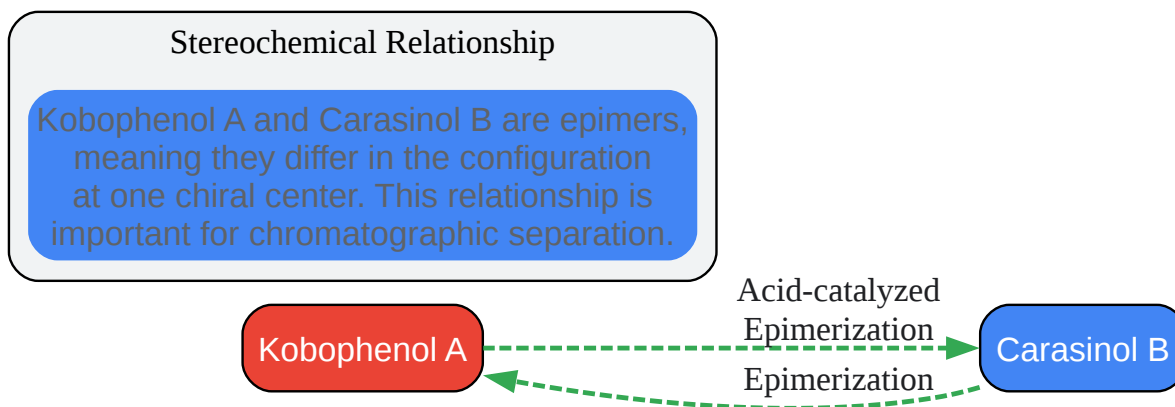 Stereochemical Relationship
Kobophenol A and Carasinol B are epimers,
meaning they differ in the configuration
at one chiral center. This relationship is
important for chromatographic separation.
Acid-catalyzed
Epimerization
Kobophenol A
Carasinol B
Epimerization